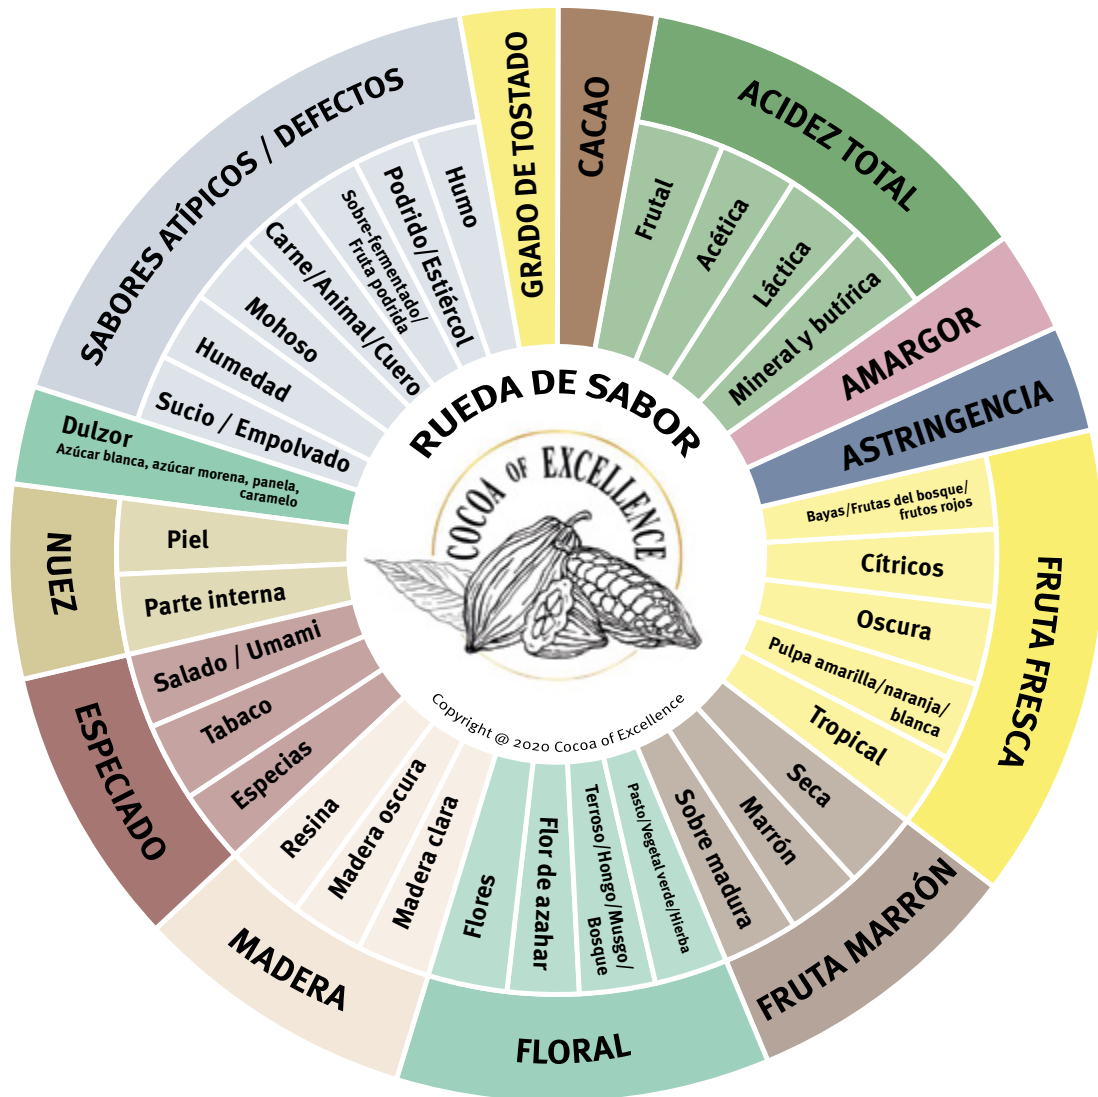 RUEDA DE SABOR
COCOA OF EXCELLENCE
Copyright @ 2020 Cocoa of Excellence
CACAO
ACIDEZ TOTAL
Frutal
Acética
Láctica
Mineral y butírica
AMARGOR
ASTRINGENCIA
FRUTA FRESCA
Bayas/Frutas del bosque/
frutos rojos
Cítricos
Oscura
Pulpa amarilla/naranja/
blanca
Tropical
FRUTA MARRÓN
Seca
Marrón
Sobre madura
FLORAL
Pasto/Vegetal verde/Hierba
Terroso/Hongo/Musgo/
Bosque
Flor de azahar
Flores
MADERA
Madera clara
Madera oscura
Resina
ESPECIADO
Especias
Tabaco
Salado / Umami
NUEZ
Parte interna
Piel
Dulzor
Azúcar blanca, azúcar morena, panela,
caramelo
SABORES ATÍPICOS / DEFECTOS
Sucio / Empolvado
Humedad
Mohoso
Carne/Animal/Cuero
Sobre-fermentado/
Fruta podrida
Podrido/Estiércol
Humo
GRADO DE TOSTADO